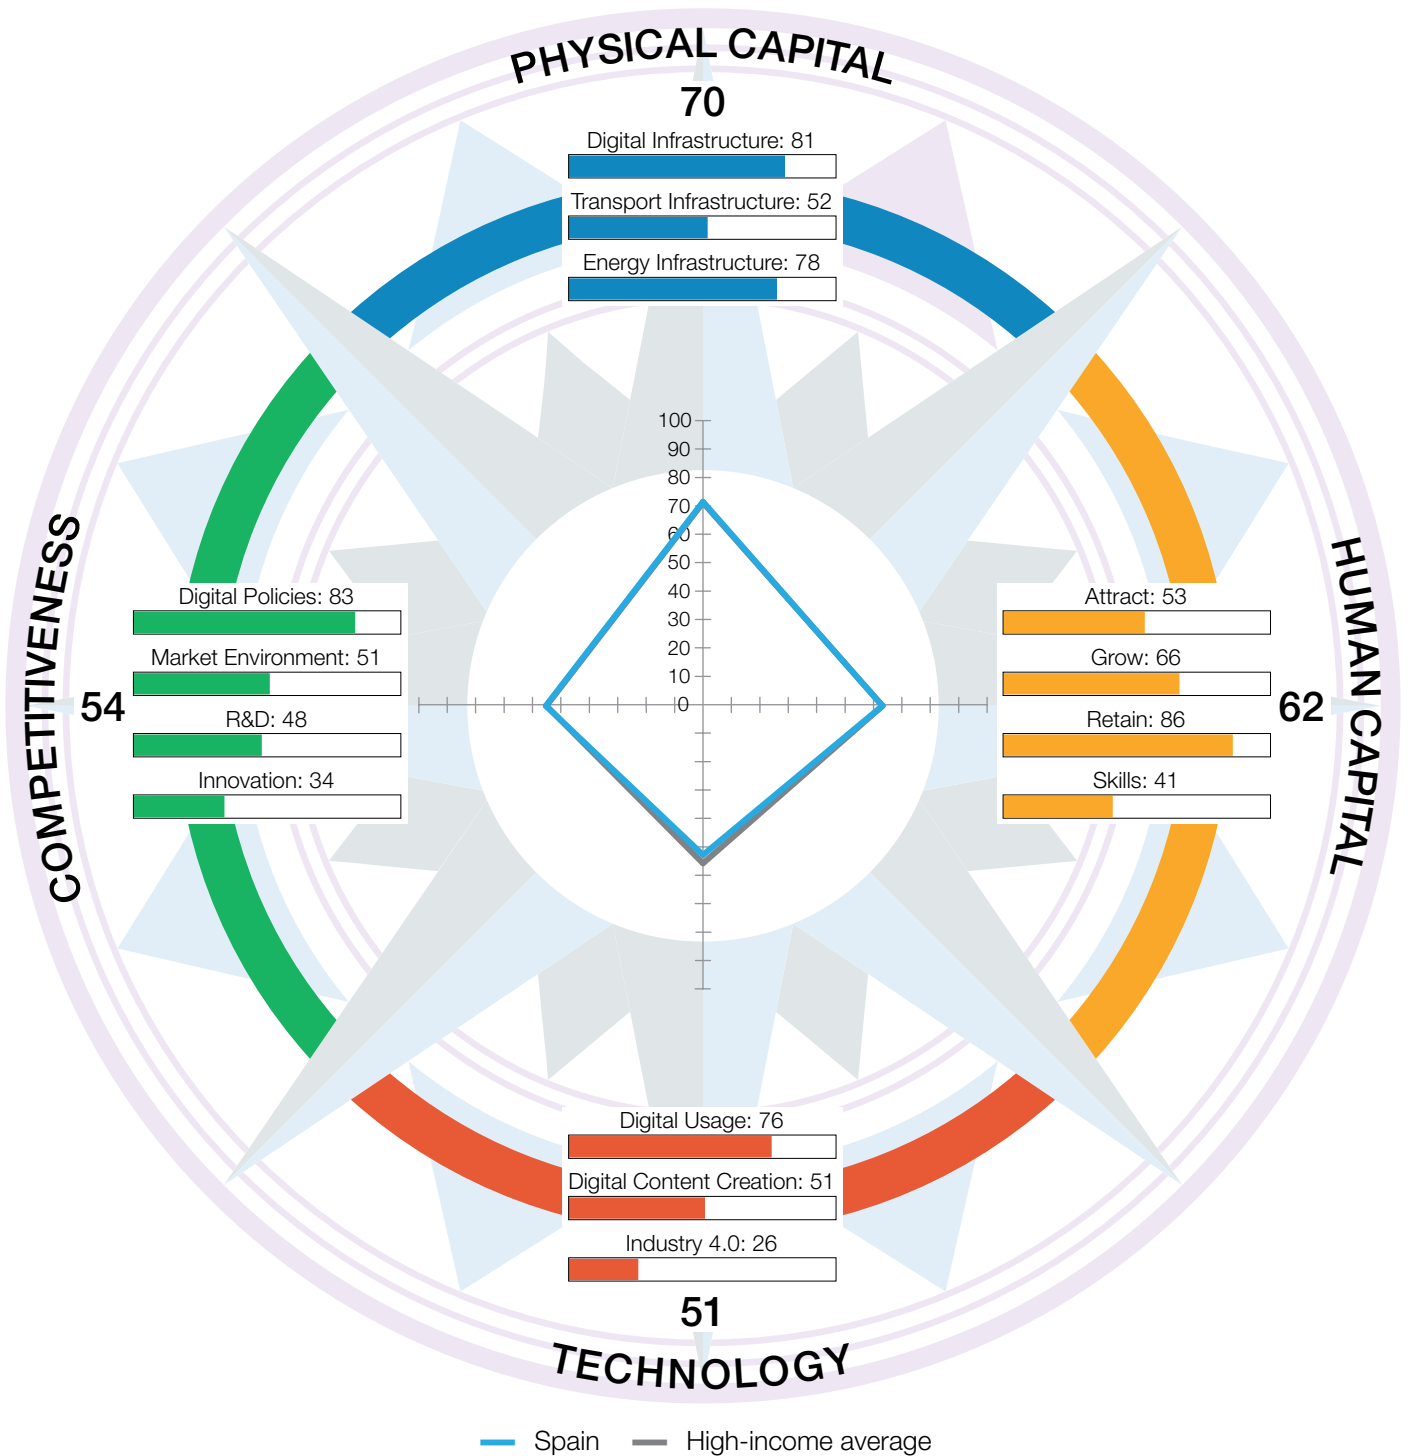 PHYSICAL CAPITAL
70
Digital Infrastructure: 81
Transport Infrastructure: 52
Energy Infrastructure: 78
100
90
80
70
60
50
40
30
20
10
0
COMPETITIVENESS
54
Digital Policies: 83
Market Environment: 51
R&D: 48
Innovation: 34
HUMAN CAPITAL
62
Attract: 53
Grow: 66
Retain: 86
Skills: 41
Digital Usage: 76
Digital Content Creation: 51
Industry 4.0: 26
51
TECHNOLOGY
Spain
High-income average